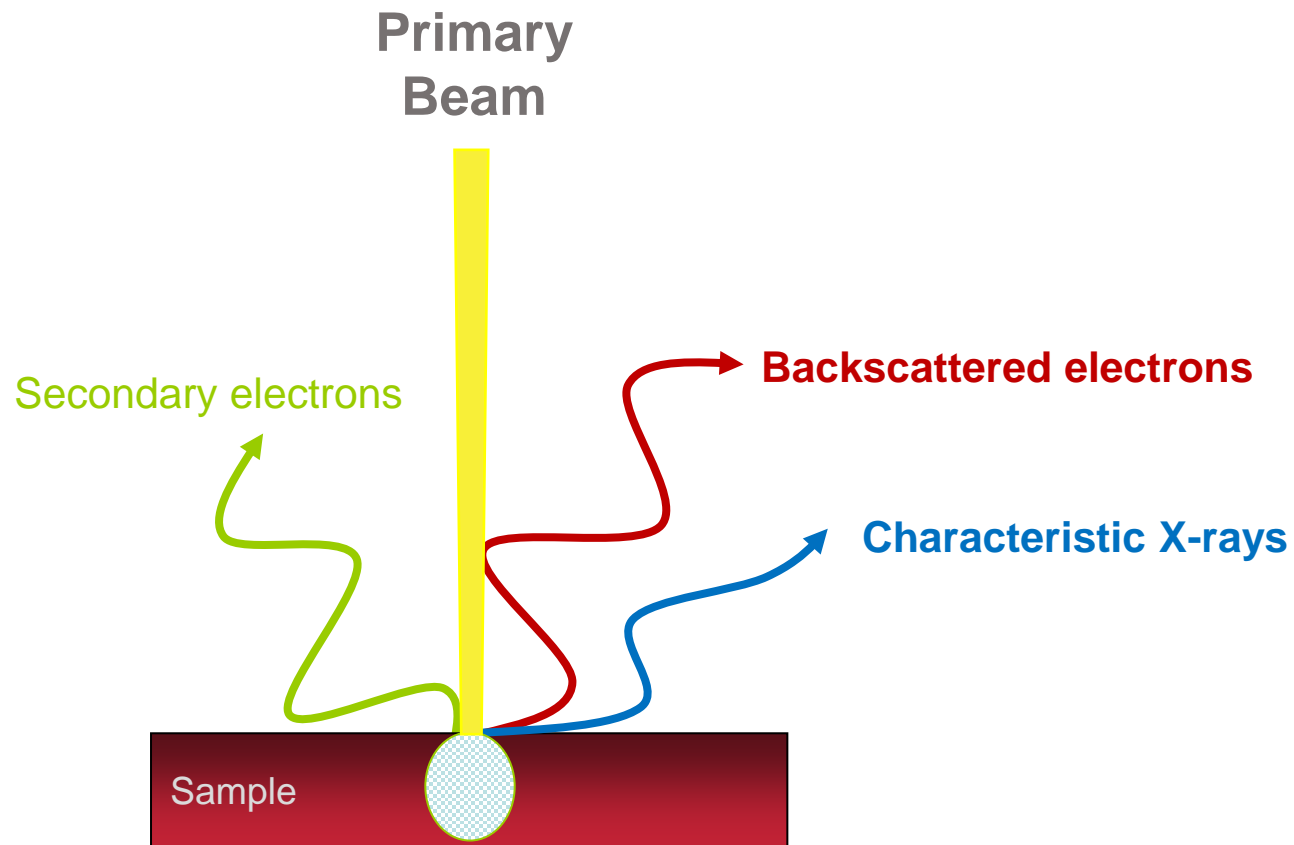 Primary
Beam
Backscattered electrons
Secondary electrons
Characteristic X-rays
Sample